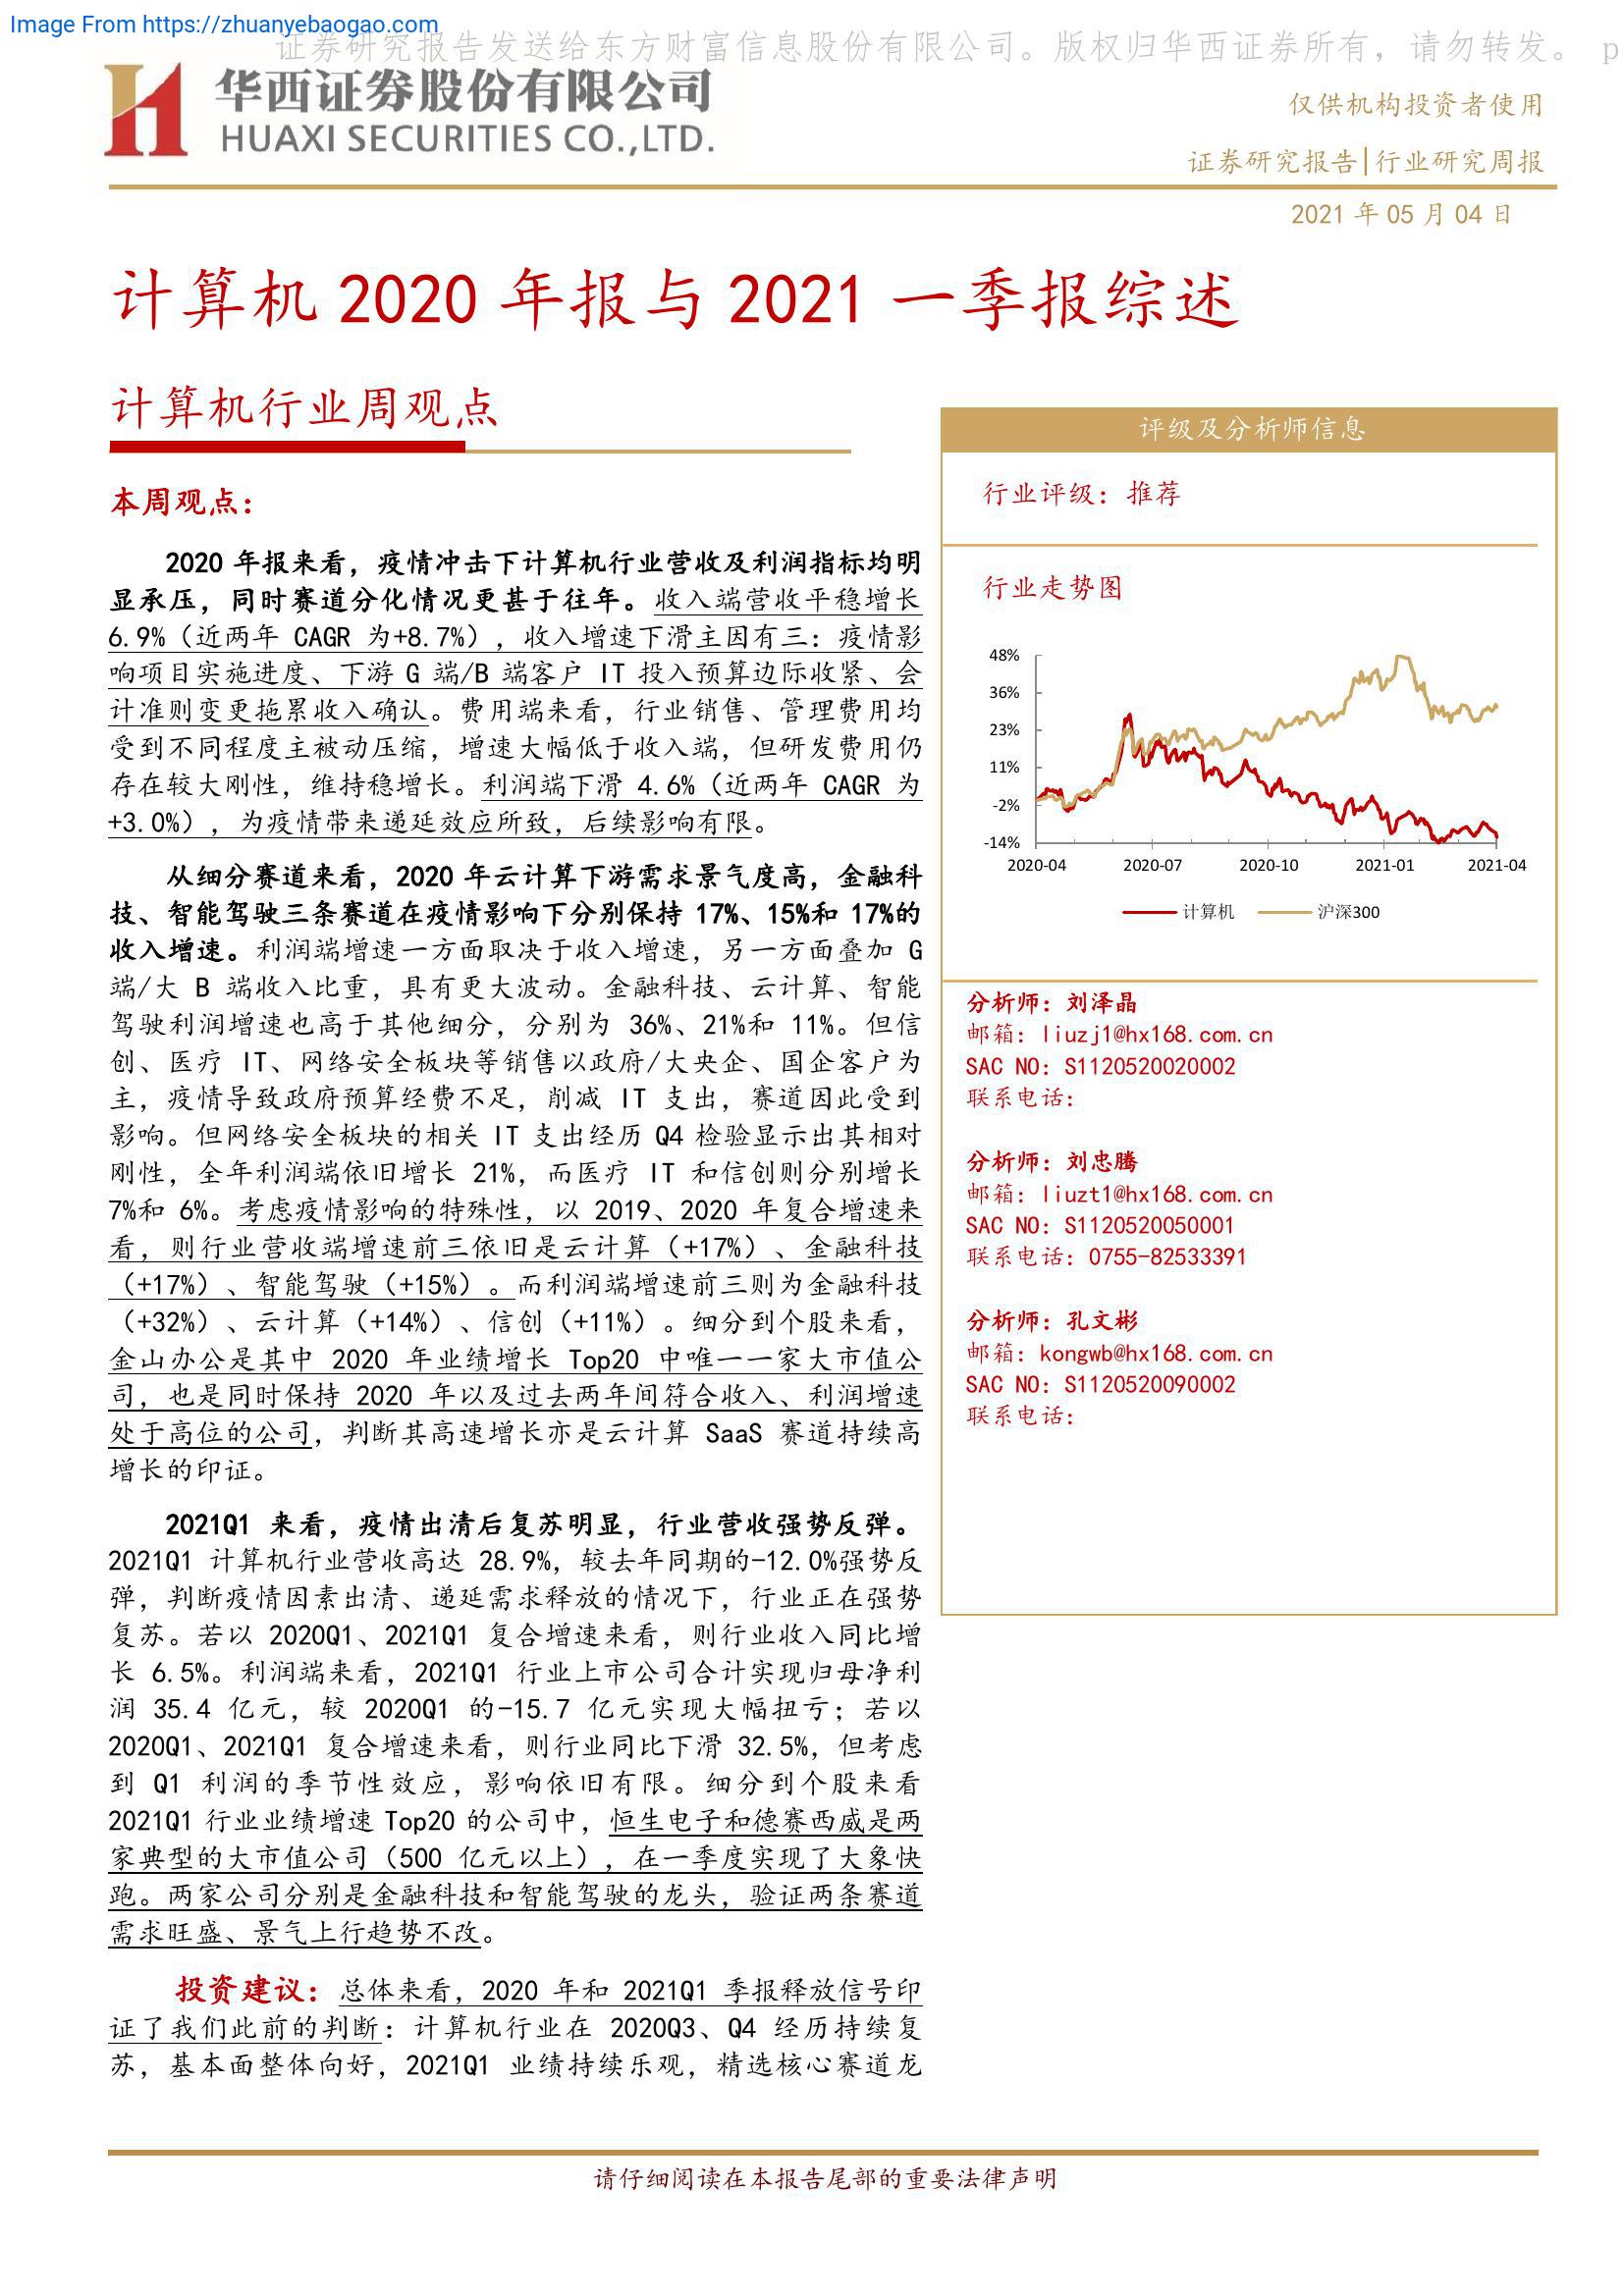 Image From https://zhuanyebaogao.com
证券研究报告发送给东方财富信息股份有限公司。版权归华西证券所有，请勿转发。 p
华西证券股份有限公司
HUAXI SECURITIES CO.,LTD.
仅供机构投资者使用
证券研究报告|行业研究周报
2021 年 05 月 04 日
计算机 2020 年报与 2021 一季报综述
计算机行业周观点
本周观点：
2020 年报来看，疫情冲击下计算机行业营收及利润指标均明
显承压，同时赛道分化情况更甚于往年。收入端营收平稳增长
6.9%（近两年 CAGR 为+8.7%），收入增速下滑主因有三：疫情影
响项目实施进度、下游 G 端/B 端客户 IT 投入预算边际收紧、会
计准则变更拖累收入确认。费用端来看，行业销售、管理费用均
受到不同程度主被动压缩，增速大幅低于收入端，但研发费用仍
存在较大刚性，维持稳增长。利润端下滑 4.6%（近两年 CAGR 为
+3.0%），为疫情带来递延效应所致，后续影响有限。
从细分赛道来看，2020 年云计算下游需求景气度高，金融科
技、智能驾驶三条赛道在疫情影响下分别保持 17%、15%和 17%的
收入增速。利润端增速一方面取决于收入增速，另一方面叠加 G
端/大 B 端收入比重，具有更大波动。金融科技、云计算、智能
驾驶利润增速也高于其他细分，分别为 36%、21%和 11%。但信
创、医疗 IT、网络安全板块等销售以政府/大央企、国企客户为
主，疫情导致政府预算经费不足，削减 IT 支出，赛道因此受到
影响。但网络安全板块的相关 IT 支出经历 Q4 检验显示出其相对
刚性，全年利润端依旧增长 21%，而医疗 IT 和信创则分别增长
7%和 6%。考虑疫情影响的特殊性，以 2019、2020 年复合增速来
看，则行业营收端增速前三依旧是云计算（+17%）、金融科技
（+17%）、智能驾驶（+15%）。而利润端增速前三则为金融科技
（+32%）、云计算（+14%）、信创（+11%）。细分到个股来看，
金山办公是其中 2020 年业绩增长 Top20 中唯一一家大市值公
司，也是同时保持 2020 年以及过去两年间符合收入、利润增速
处于高位的公司，判断其高速增长亦是云计算 SaaS 赛道持续高
增长的印证。
2021Q1 来看，疫情出清后复苏明显，行业营收强势反弹。
2021Q1 计算机行业营收高达 28.9%，较去年同期的-12.0%强势反
弹，判断疫情因素出清、递延需求释放的情况下，行业正在强势
复苏。若以 2020Q1、2021Q1 复合增速来看，则行业收入同比增
长 6.5%。利润端来看，2021Q1 行业上市公司合计实现归母净利
润 35.4 亿元，较 2020Q1 的-15.7 亿元实现大幅扭亏；若以
2020Q1、2021Q1 复合增速来看，则行业同比下滑 32.5%，但考虑
到 Q1 利润的季节性效应，影响依旧有限。细分到个股来看
2021Q1 行业业绩增速 Top20 的公司中，恒生电子和德赛西威是两
家典型的大市值公司（500 亿元以上），在一季度实现了大象快
跑。两家公司分别是金融科技和智能驾驶的龙头，验证两条赛道
需求旺盛、景气上行趋势不改。
投资建议：总体来看，2020 年和 2021Q1 季报释放信号印
证了我们此前的判断：计算机行业在 2020Q3、Q4 经历持续复
苏，基本面整体向好，2021Q1 业绩持续乐观，精选核心赛道龙
评级及分析师信息
行业评级：推荐
行业走势图
48%
36%
23%
11%
-2%
-14%
2020-04 2020-07 2020-10 2021-01 2021-04
计算机 沪深300
分析师：刘泽晶
邮箱：liuzj1@hx168.com.cn
SAC NO：S1120520020002
联系电话：
分析师：刘忠腾
邮箱：liuzt1@hx168.com.cn
SAC NO：S1120520050001
联系电话：0755-82533391
分析师：孔文彬
邮箱：kongwb@hx168.com.cn
SAC NO：S1120520090002
联系电话：
请仔细阅读在本报告尾部的重要法律声明